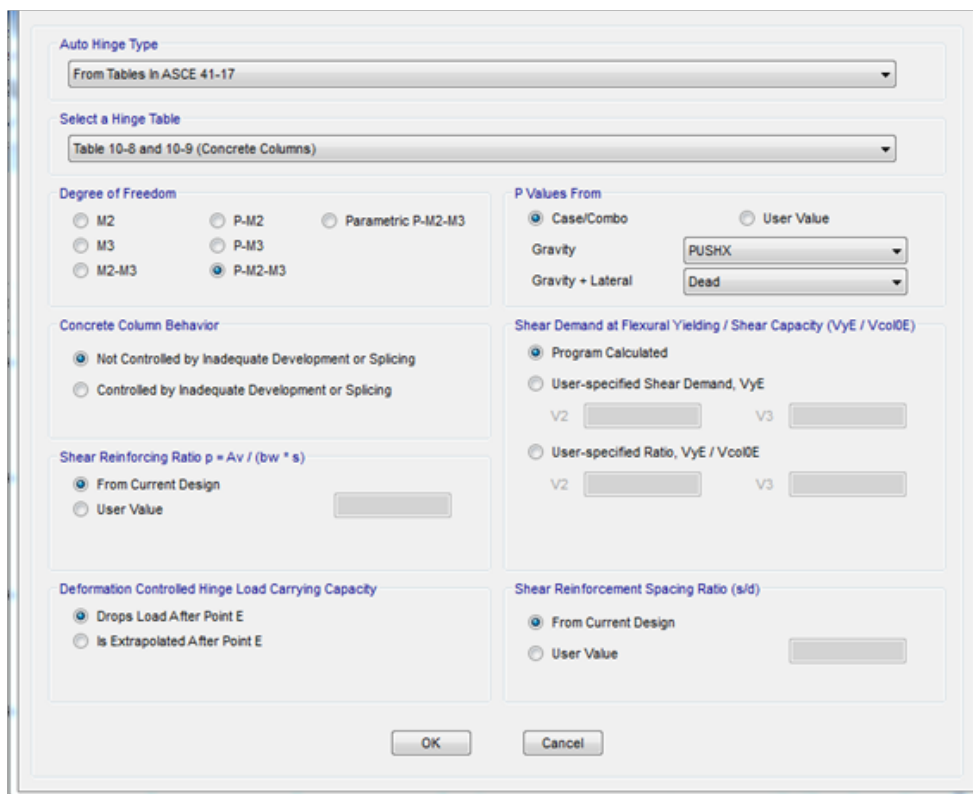 Auto Hinge Type
From Tables In ASCE 41-17
Select a Hinge Table
Table 10-8 and 10-9 (Concrete Columns)
Degree of Freedom
M2 P-M2 Parametric P-M2-M3
M3 P-M3
M2-M3 P-M2-M3
P Values From
Case/Combo User Value
Gravity PUSHX
Gravity + Lateral Dead
Concrete Column Behavior
Not Controlled by Inadequate Development or Splicing
Controlled by Inadequate Development or Splicing
Shear Demand at Flexural Yielding / Shear Capacity (VyE / Vcol0E)
Program Calculated
User-specified Shear Demand, VyE
V2 V3
User-specified Ratio, VyE / Vcol0E
V2 V3
Shear Reinforcing Ratio p = Av / (bw * s)
From Current Design
User Value
Deformation Controlled Hinge Load Carrying Capacity
Drops Load After Point E
Is Extrapolated After Point E
Shear Reinforcement Spacing Ratio (s/d)
From Current Design
User Value
OK Cancel